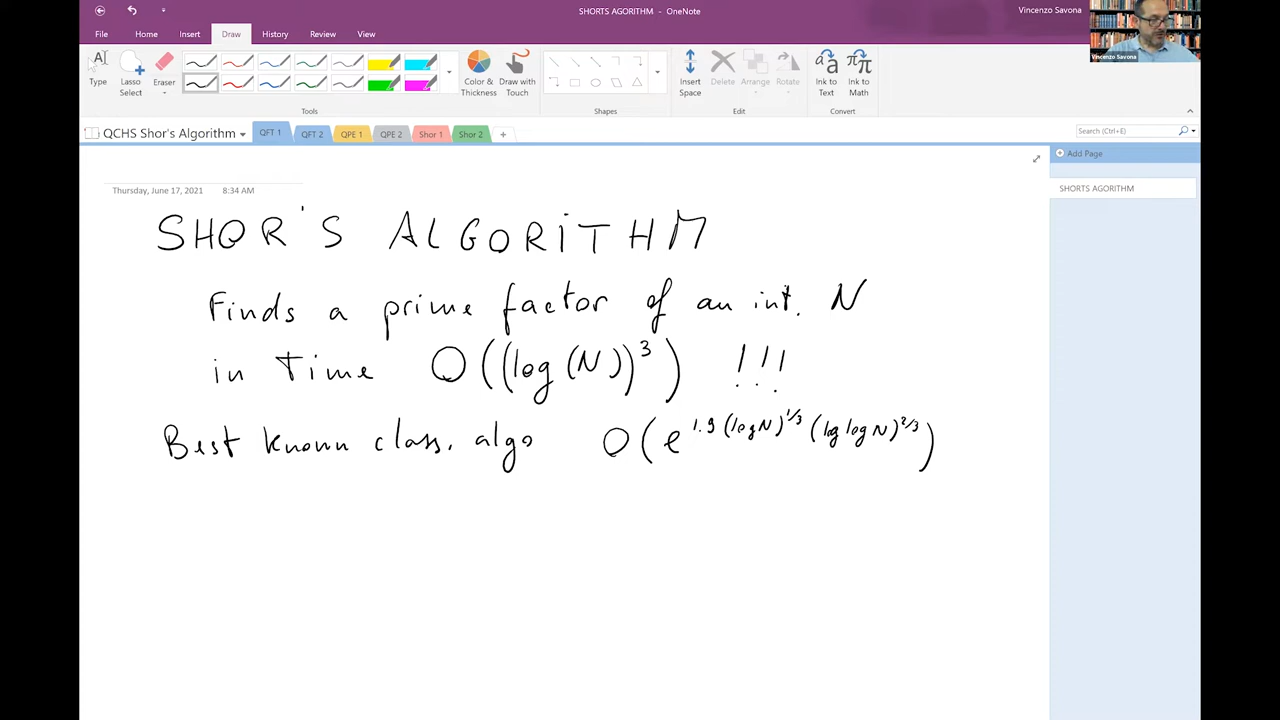 SHORTS AGORITHM - OneNote
Vincenzo Savona
File Home Insert Draw History Review View
Type
Lasso Select
Eraser
Color & Thickness
Draw with Touch
Insert Space
Delete
Arrange
Rotate
Ink to Text
Ink to Math
Tools
Shapes
Edit
Convert
Vincenzo Savona
QCHS Shor's Algorithm QFT 1 QFT 2 QPE 1 QPE 2 Shor 1 Shor 2
Search (Ctrl+E)
Add Page
SHORTS AGORITHM
Thursday, June 17, 2021 8:34 AM
SHOR'S ALGORITHM
Finds a prime factor of an int. N
in time O((log(N))³) !!!
Best known class. algo O(e^{1.9(logN)^{1/3}(log logN)^{2/3}})